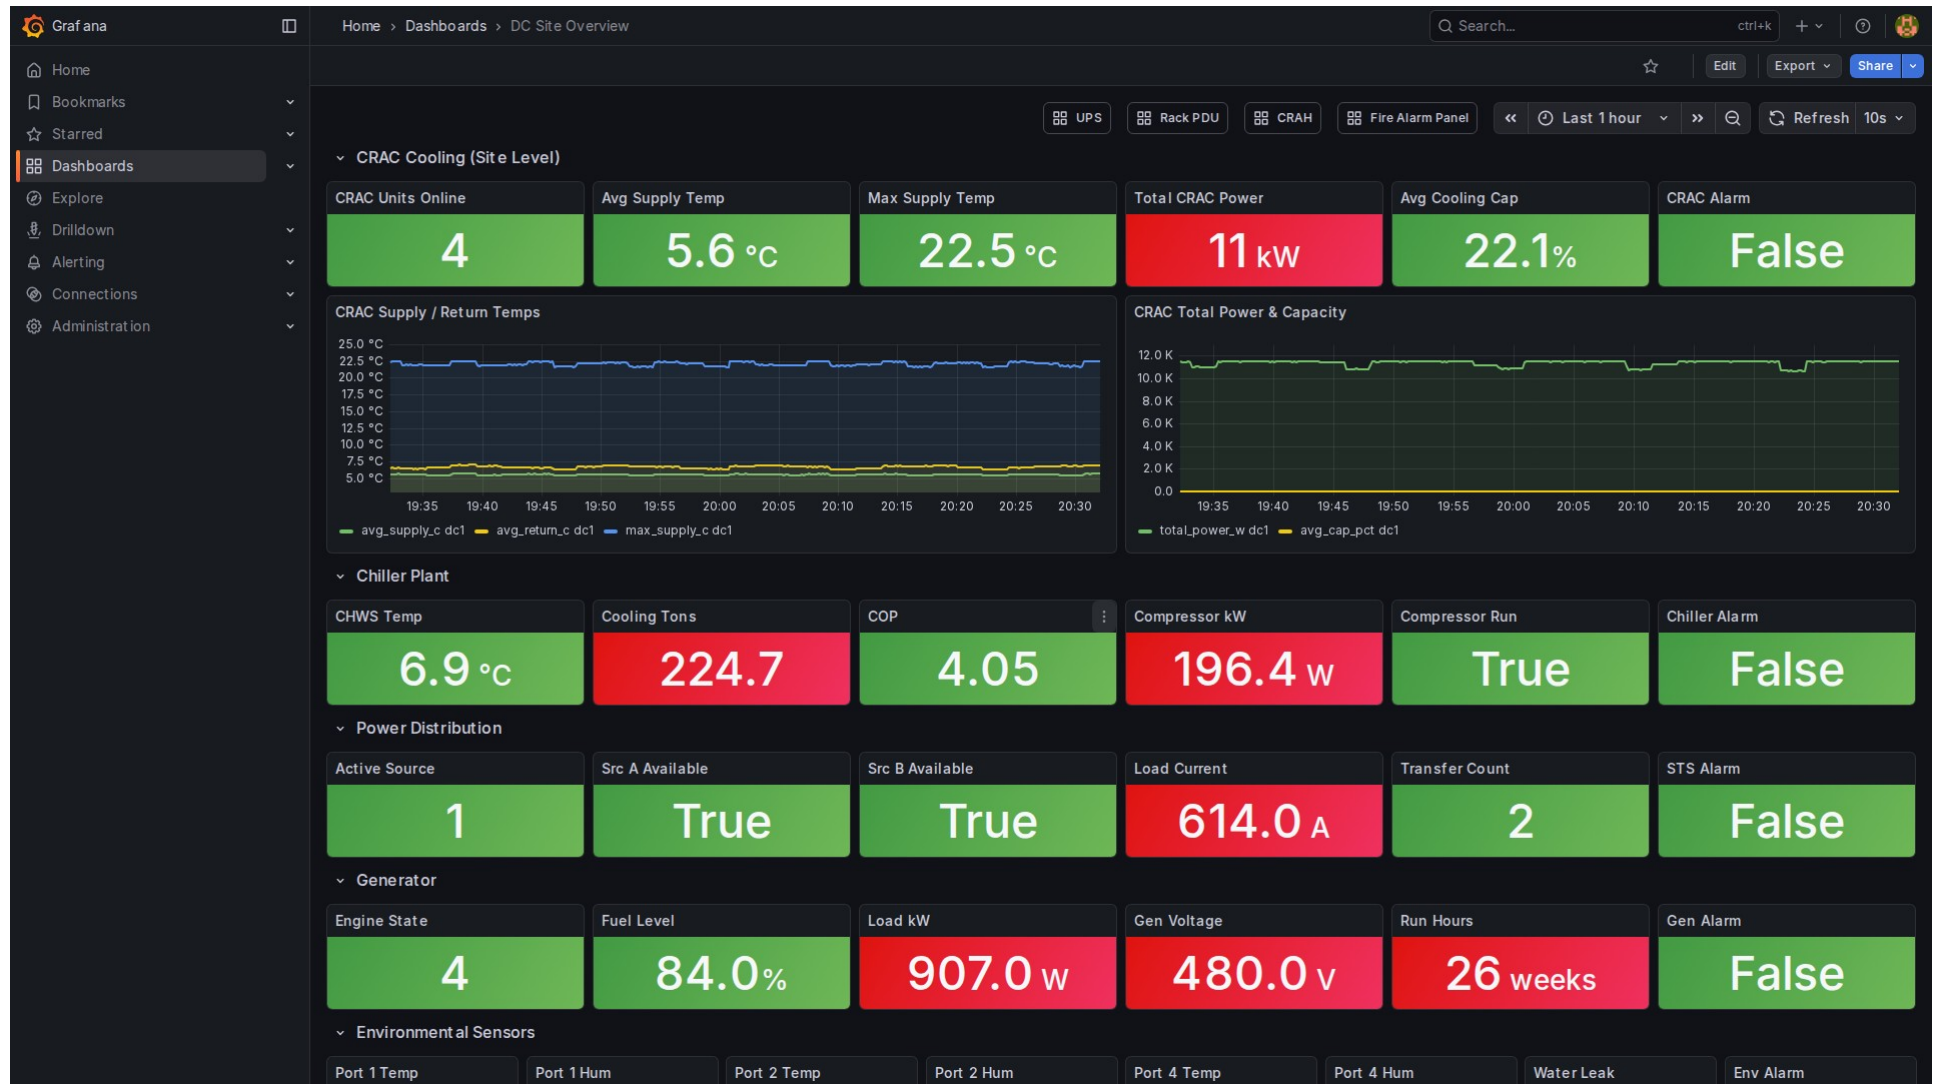 Grafana
Home › Dashboards › DC Site Overview
Search... ctrl+k
Home
Bookmarks
Starred
Dashboards
Explore
Drilldown
Alerting
Connections
Administration
Edit Export Share
UPS Rack PDU CRAH Fire Alarm Panel Last 1 hour Refresh 10s
CRAC Cooling (Site Level)
CRAC Units Online Avg Supply Temp Max Supply Temp Total CRAC Power Avg Cooling Cap CRAC Alarm
4 5.6 °C 22.5 °C 11 kW 22.1% False
CRAC Supply / Return Temps
25.0 °C
22.5 °C
20.0 °C
17.5 °C
15.0 °C
12.5 °C
10.0 °C
7.5 °C
5.0 °C
19:35 19:40 19:45 19:50 19:55 20:00 20:05 20:10 20:15 20:20 20:25 20:30
avg_supply_c dc1 avg_return_c dc1 max_supply_c dc1
CRAC Total Power & Capacity
12.0 K
10.0 K
8.0 K
6.0 K
4.0 K
2.0 K
0.0
19:35 19:40 19:45 19:50 19:55 20:00 20:05 20:10 20:15 20:20 20:25 20:30
total_power_w dc1 avg_cap_pct dc1
Chiller Plant
CHWS Temp Cooling Tons COP Compressor kW Compressor Run Chiller Alarm
6.9 °C 224.7 4.05 196.4 W True False
Power Distribution
Active Source Src A Available Src B Available Load Current Transfer Count STS Alarm
1 True True 614.0 A 2 False
Generator
Engine State Fuel Level Load kW Gen Voltage Run Hours Gen Alarm
4 84.0% 907.0 W 480.0 V 26 weeks False
Environmental Sensors
Port 1 Temp Port 1 Hum Port 2 Temp Port 2 Hum Port 4 Temp Port 4 Hum Water Leak Env Alarm